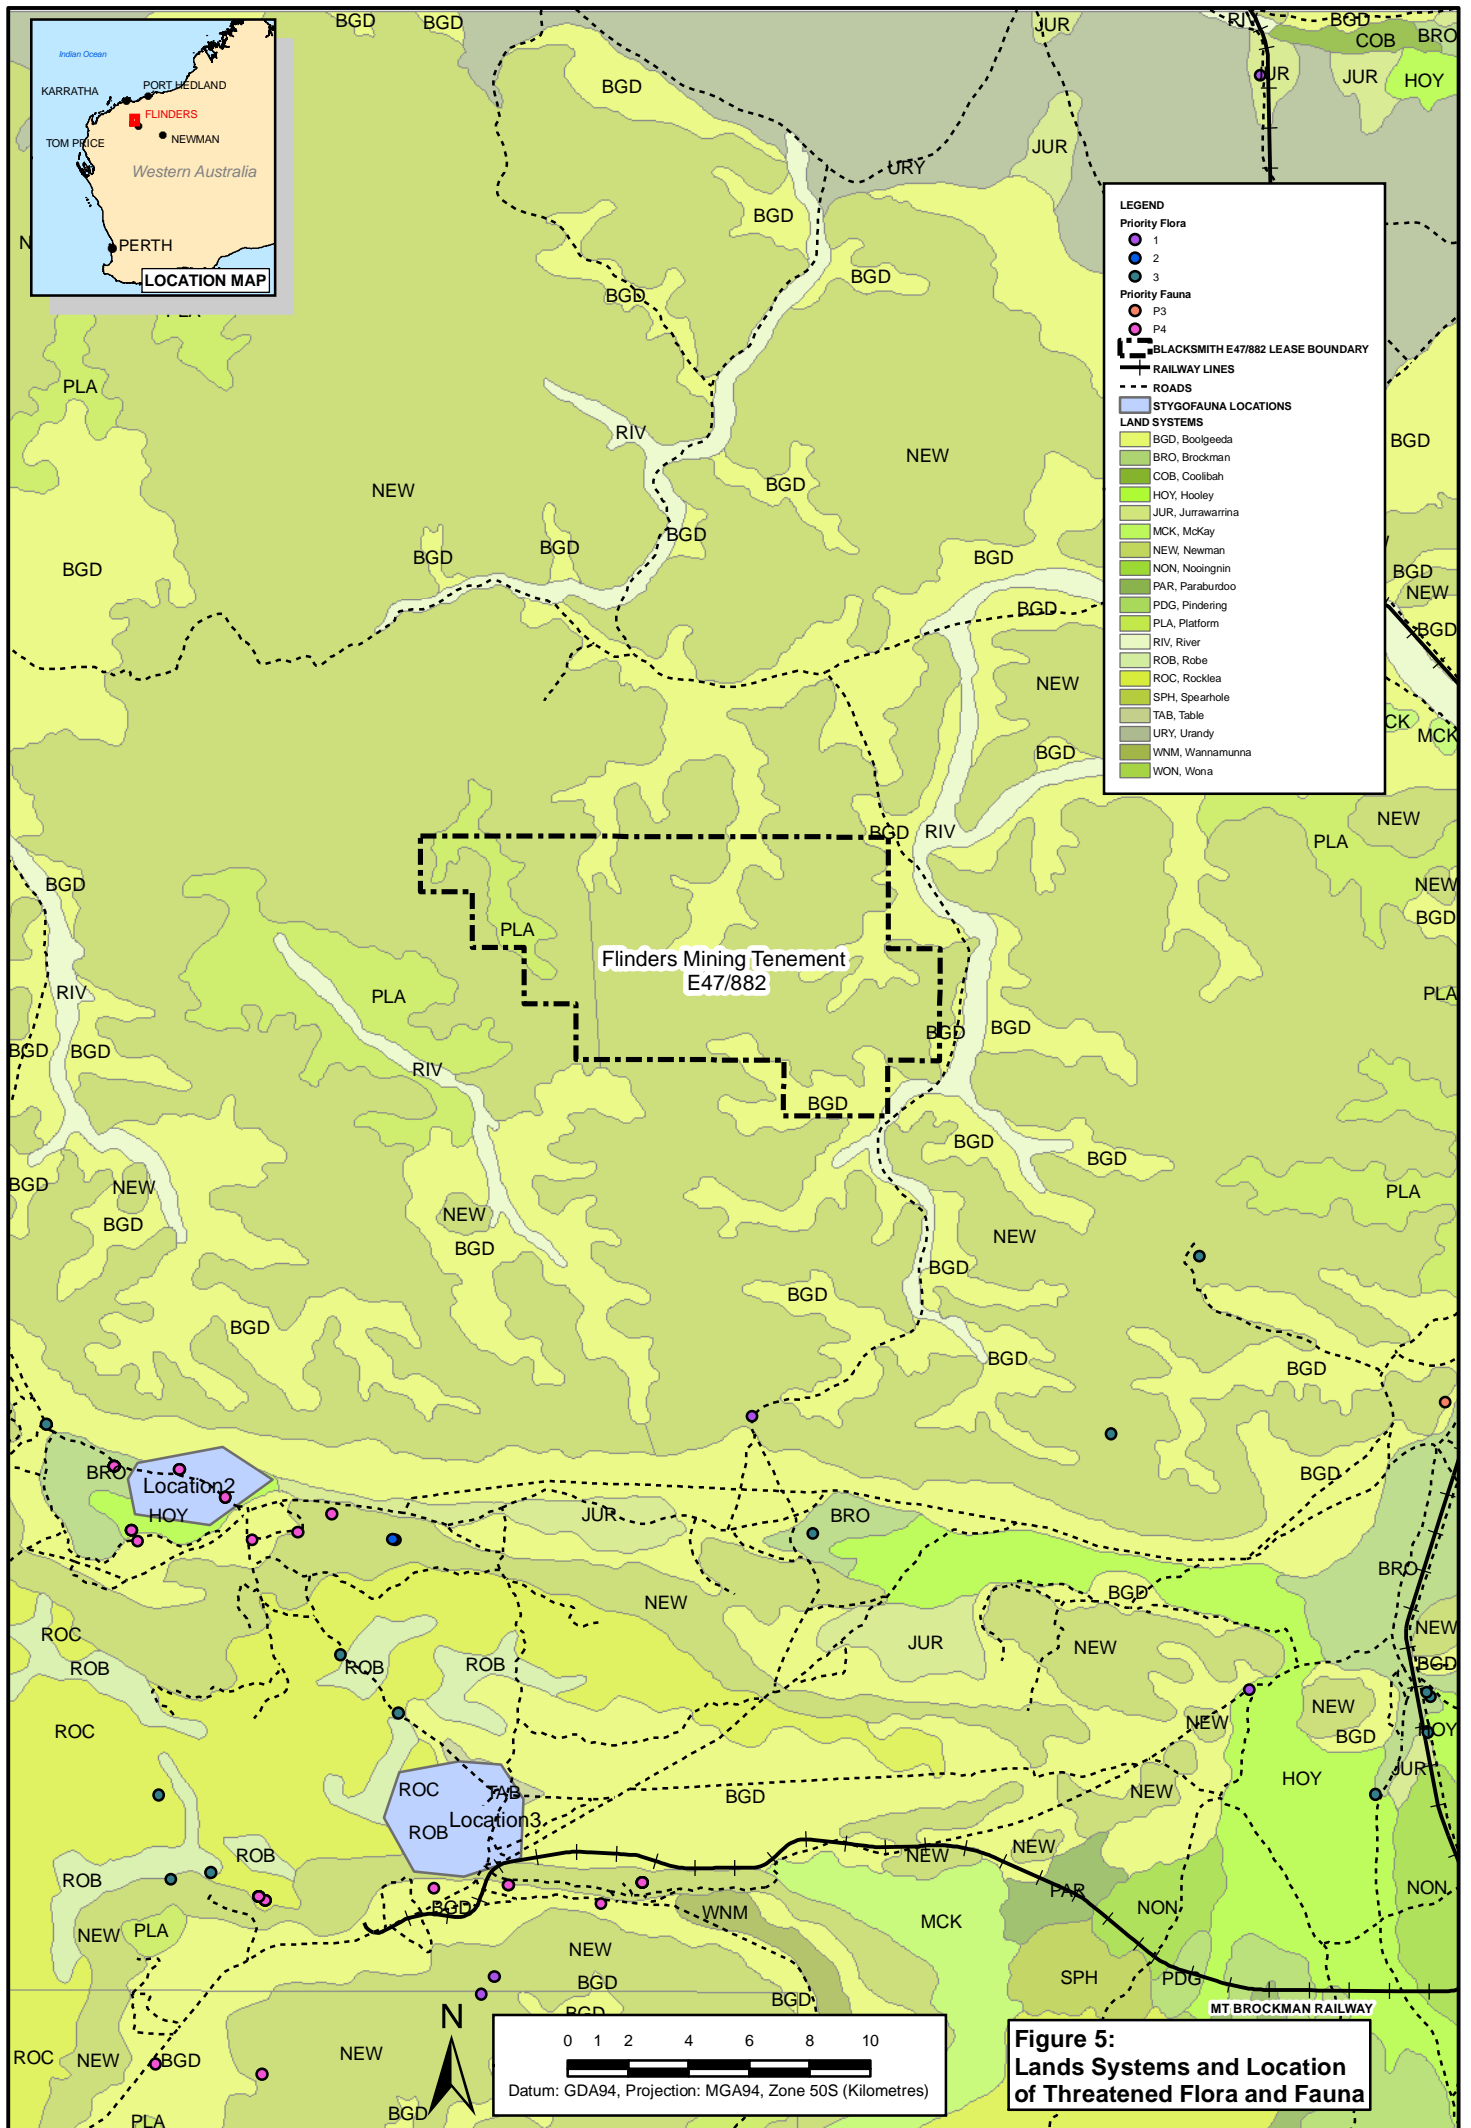 BGD
BGD
JUR
RIV
BGD
COB
BRO
Indian Ocean
KARRATHA
PORT HEDLAND
FLINDERS
TOM PRICE
NEWMAN
Western Australia
PERTH
LOCATION MAP
BGD
JUR
JUR
HOY
JUR
URY
BGD
BGD
BGD
PLA
LEGEND
Priority Flora
1
2
3
Priority Fauna
P3
P4
BLACKSMITH E47/882 LEASE BOUNDARY
RAILWAY LINES
ROADS
STYGOFAUNA LOCATIONS
LAND SYSTEMS
BGD, Boolgeeda
BRO, Brockman
COB, Coolibah
HOY, Hooley
JUR, Jurrawarrina
MCK, McKay
NEW, Newman
NON, Nooingnin
PAR, Paraburdoo
PDG, Pindering
PLA, Platform
RIV, River
ROB, Robe
ROC, Rocklea
SPH, Spearhole
TAB, Table
URY, Urandy
WNM, Wannamunna
WON, Wona
PLA
RIV
BGD
NEW
NEW
BGD
BGD
BGD
BGD
BGD
BGD
BGD
BGD
NEW
BGD
NEW
BGD
CK
MCK
BGD
RIV
NEW
PLA
BGD
NEW
BGD
PLA
Flinders Mining Tenement
E47/882
RIV
PLA
PLA
BGD
BGD
BGD
BGD
RIV
BGD
BGD
BGD
BGD
NEW
PLA
BGD
NEW
NEW
BGD
BGD
BGD
BGD
BGD
BGD
BGD
BRO
Location2
BGD
HOY
JUR
BRO
BRO
BGD
NEW
ROC
NEW
NEW
JUR
ROB
ROB
ROB
BGD
NEW
NEW
ROC
BGD
HOY
JUR
HOY
ROC
TAB
BGD
NEW
Location3
ROB
NEW
NEW
ROB
ROB
PAR
NON
NON
BGD
WNM
MCK
NEW
PLA
NEW
SPH
PDG
BGD
BGD
BGD
MT BROCKMAN RAILWAY
N
0 1 2 4 6 8 10
Datum: GDA94, Projection: MGA94, Zone 50S (Kilometres)
Figure 5:
Lands Systems and Location
of Threatened Flora and Fauna
ROC
NEW
BGD
NEW
PLA
BGD